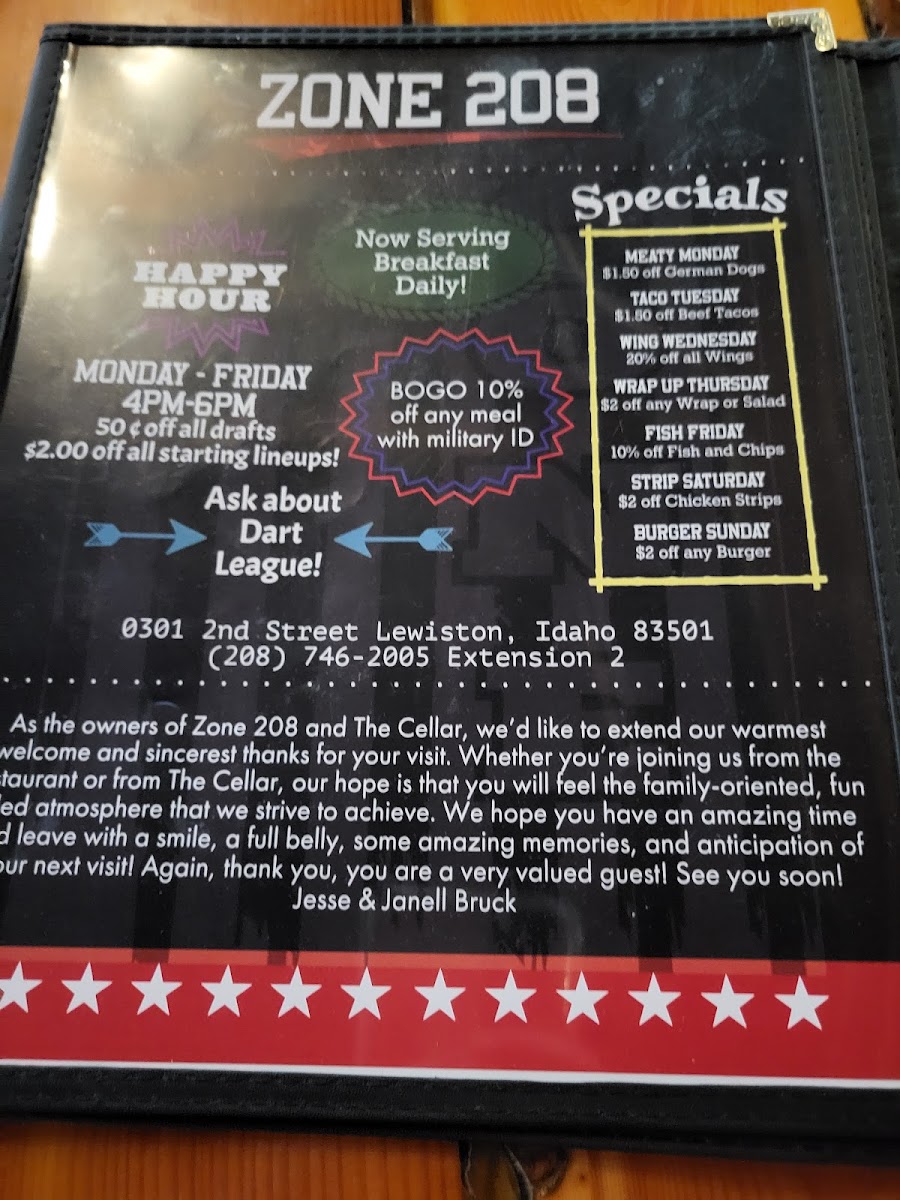 ZONE 208
HAPPY
HOUR
MONDAY - FRIDAY
4PM-6PM
50 ¢ off all drafts
$2.00 off all starting lineups!
Now Serving
Breakfast
Daily!
BOGO 10%
off any meal
with military ID
Ask about
Dart
League!
Specials
MEATY MONDAY
$1.50 off German Dogs
TACO TUESDAY
$1.50 off Beef Tacos
WING WEDNESDAY
20% off all Wings
WRAP UP THURSDAY
$2 off any Wrap or Salad
FISH FRIDAY
10% off Fish and Chips
STRIP SATURDAY
$2 off Chicken Strips
BURGER SUNDAY
$2 off any Burger
0301 2nd Street Lewiston, Idaho 83501
(208) 746-2005 Extension 2
As the owners of Zone 208 and The Cellar, we'd like to extend our warmest
welcome and sincerest thanks for your visit. Whether you're joining us from the
taurant or from The Cellar, our hope is that you will feel the family-oriented, fun
led atmosphere that we strive to achieve. We hope you have an amazing time
d leave with a smile, a full belly, some amazing memories, and anticipation of
our next visit! Again, thank you, you are a very valued guest! See you soon!
Jesse & Janell Bruck